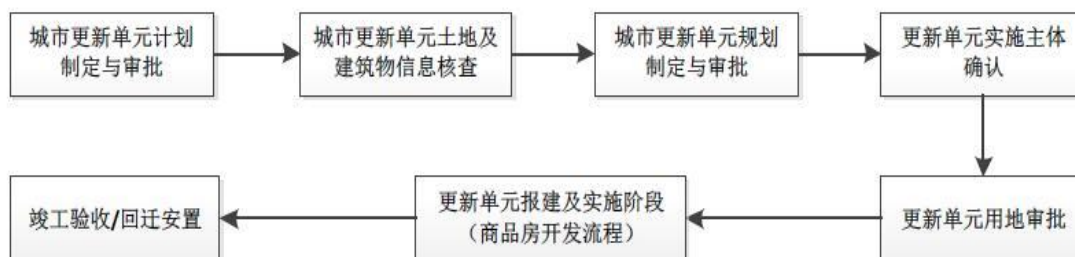 城市更新单元计划
制定与审批
城市更新单元土地及
建筑物信息核查
城市更新单元规划
制定与审批
更新单元实施主体
确认
更新单元用地审批
更新单元报建及实施阶段
（商品房开发流程）
竣工验收/回迁安置